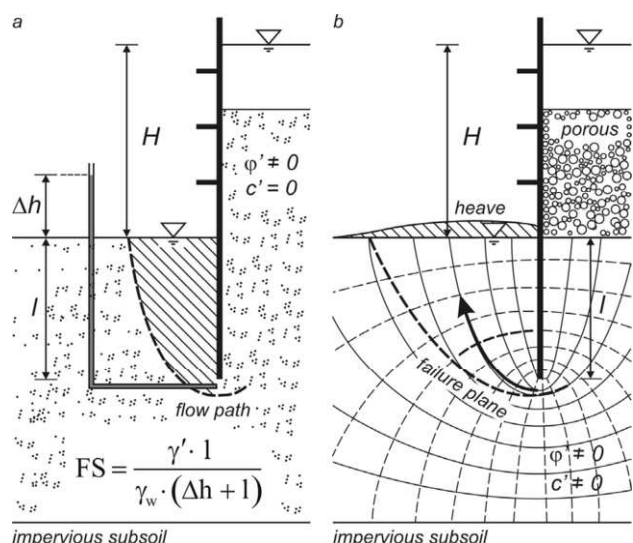 a
H
φ' ≠ 0
c' = 0
Δh
l
flow path
FS = γ' · l / γw · (Δh + l)
impervious subsoil
b
H
porous
heave
l
failure plane
φ' ≠ 0
c' ≠ 0
impervious subsoil